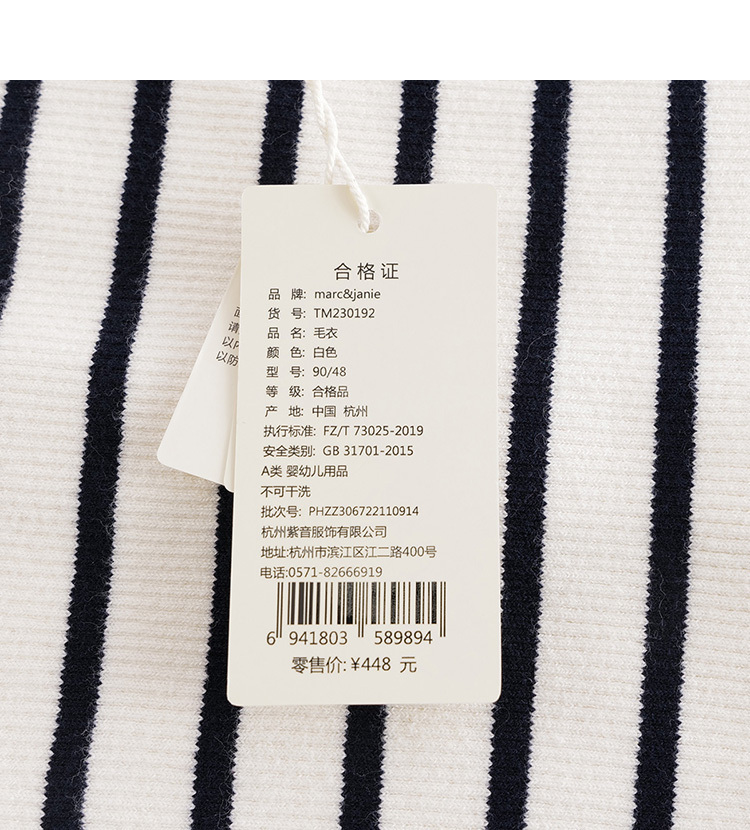 合格证
品 牌: marc&janie
货 号: TM230192
品 名: 毛衣
颜 色: 白色
型 号: 90/48
等 级: 合格品
产 地: 中国 杭州
执行标准: FZ/T 73025-2019
安全类别: GB 31701-2015
A类 婴幼儿用品
不可干洗
批次号: PHZZ306722110914
杭州紫音服饰有限公司
地址:杭州市滨江区江二路400号
电话:0571-82666919
6 941803 589894
零售价:¥448 元
请
以内
以防